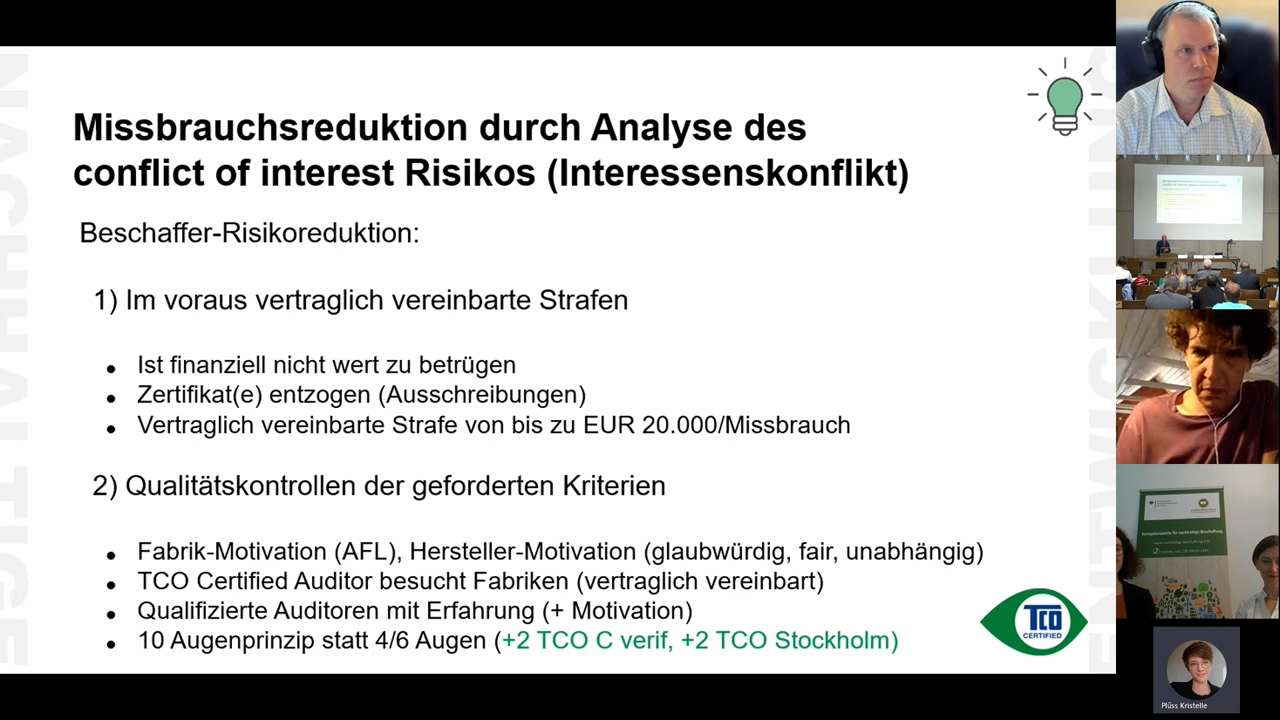 Missbrauchsreduktion durch Analyse des
conflict of interest Risikos (Interessenskonflikt)
Beschaffer-Risikoreduktion:
1) Im voraus vertraglich vereinbarte Strafen
• Ist finanziell nicht wert zu betrügen
• Zertifikat(e) entzogen (Ausschreibungen)
• Vertraglich vereinbarte Strafe von bis zu EUR 20.000/Missbrauch
2) Qualitätskontrollen der geforderten Kriterien
• Fabrik-Motivation (AFL), Hersteller-Motivation (glaubwürdig, fair, unabhängig)
• TCO Certified Auditor besucht Fabriken (vertraglich vereinbart)
• Qualifizierte Auditoren mit Erfahrung (+ Motivation)
• 10 Augenprinzip statt 4/6 Augen (+2 TCO C verif, +2 TCO Stockholm)
TCO
CERTIFIED
Kompetenzstelle für nachhaltige Beschaffung
Plüss Kristelle